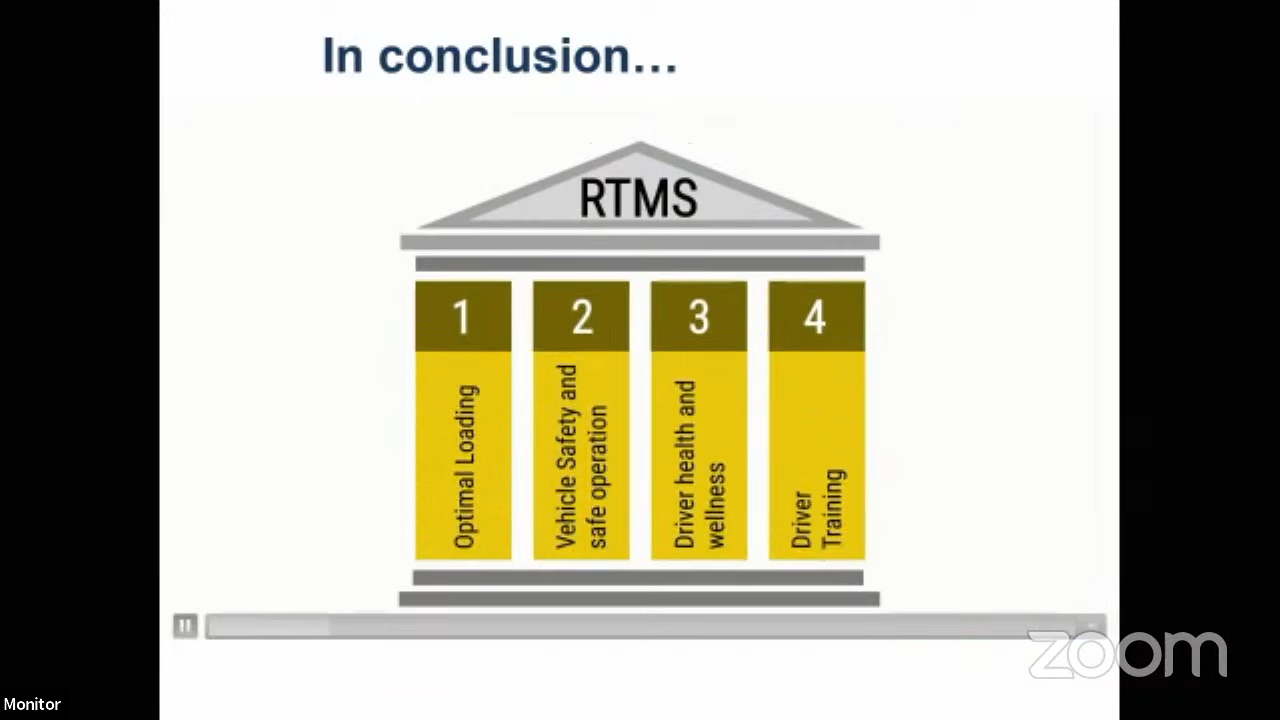 In conclusion...
RTMS
1
Optimal Loading
2
Vehicle Safety and
safe operation
3
Driver health and
wellness
4
Driver
Training
zoom
Monitor